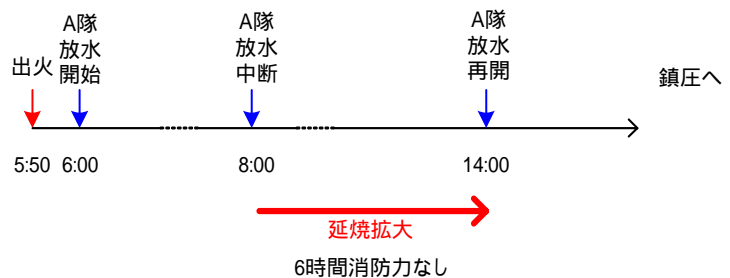 A隊
放水
開始
A隊
放水
中断
A隊
放水
再開
出火
鎮圧へ
5:50
6:00
8:00
14:00
延焼拡大
6時間消防力なし